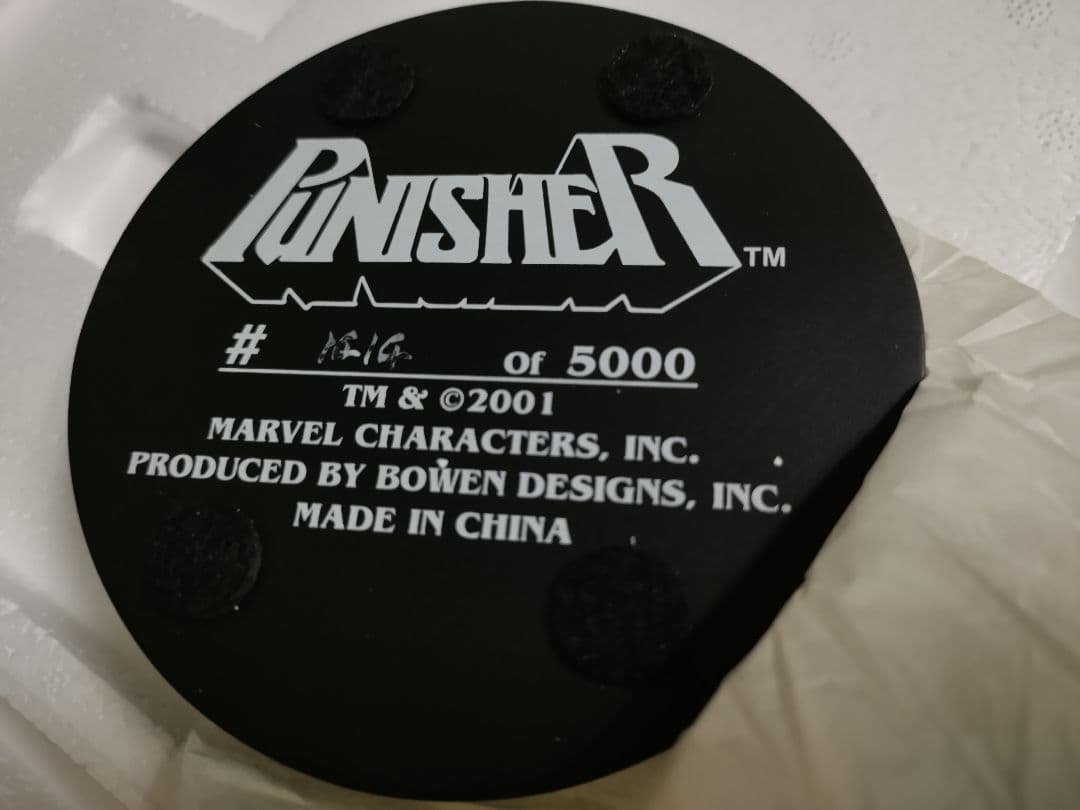 PUNISHER TM
# of 5000
TM & ©2001
MARVEL CHARACTERS, INC.
PRODUCED BY BOWEN DESIGNS, INC.
MADE IN CHINA